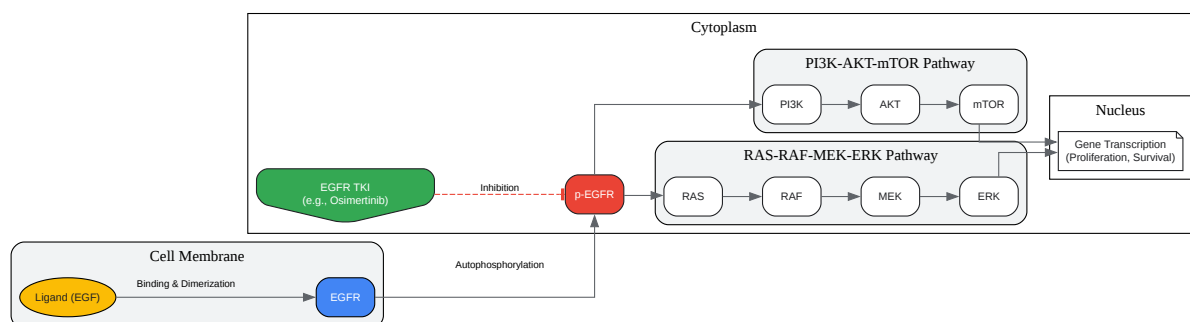 Cytoplasm
PI3K-AKT-mTOR Pathway
PI3K
AKT
mTOR
Nucleus
Gene Transcription
(Proliferation, Survival)
RAS-RAF-MEK-ERK Pathway
EGFR TKI
(e.g., Osimertinib)
Inhibition
p-EGFR
RAS
RAF
MEK
ERK
Cell Membrane
Autophosphorylation
Ligand (EGF)
Binding & Dimerization
EGFR